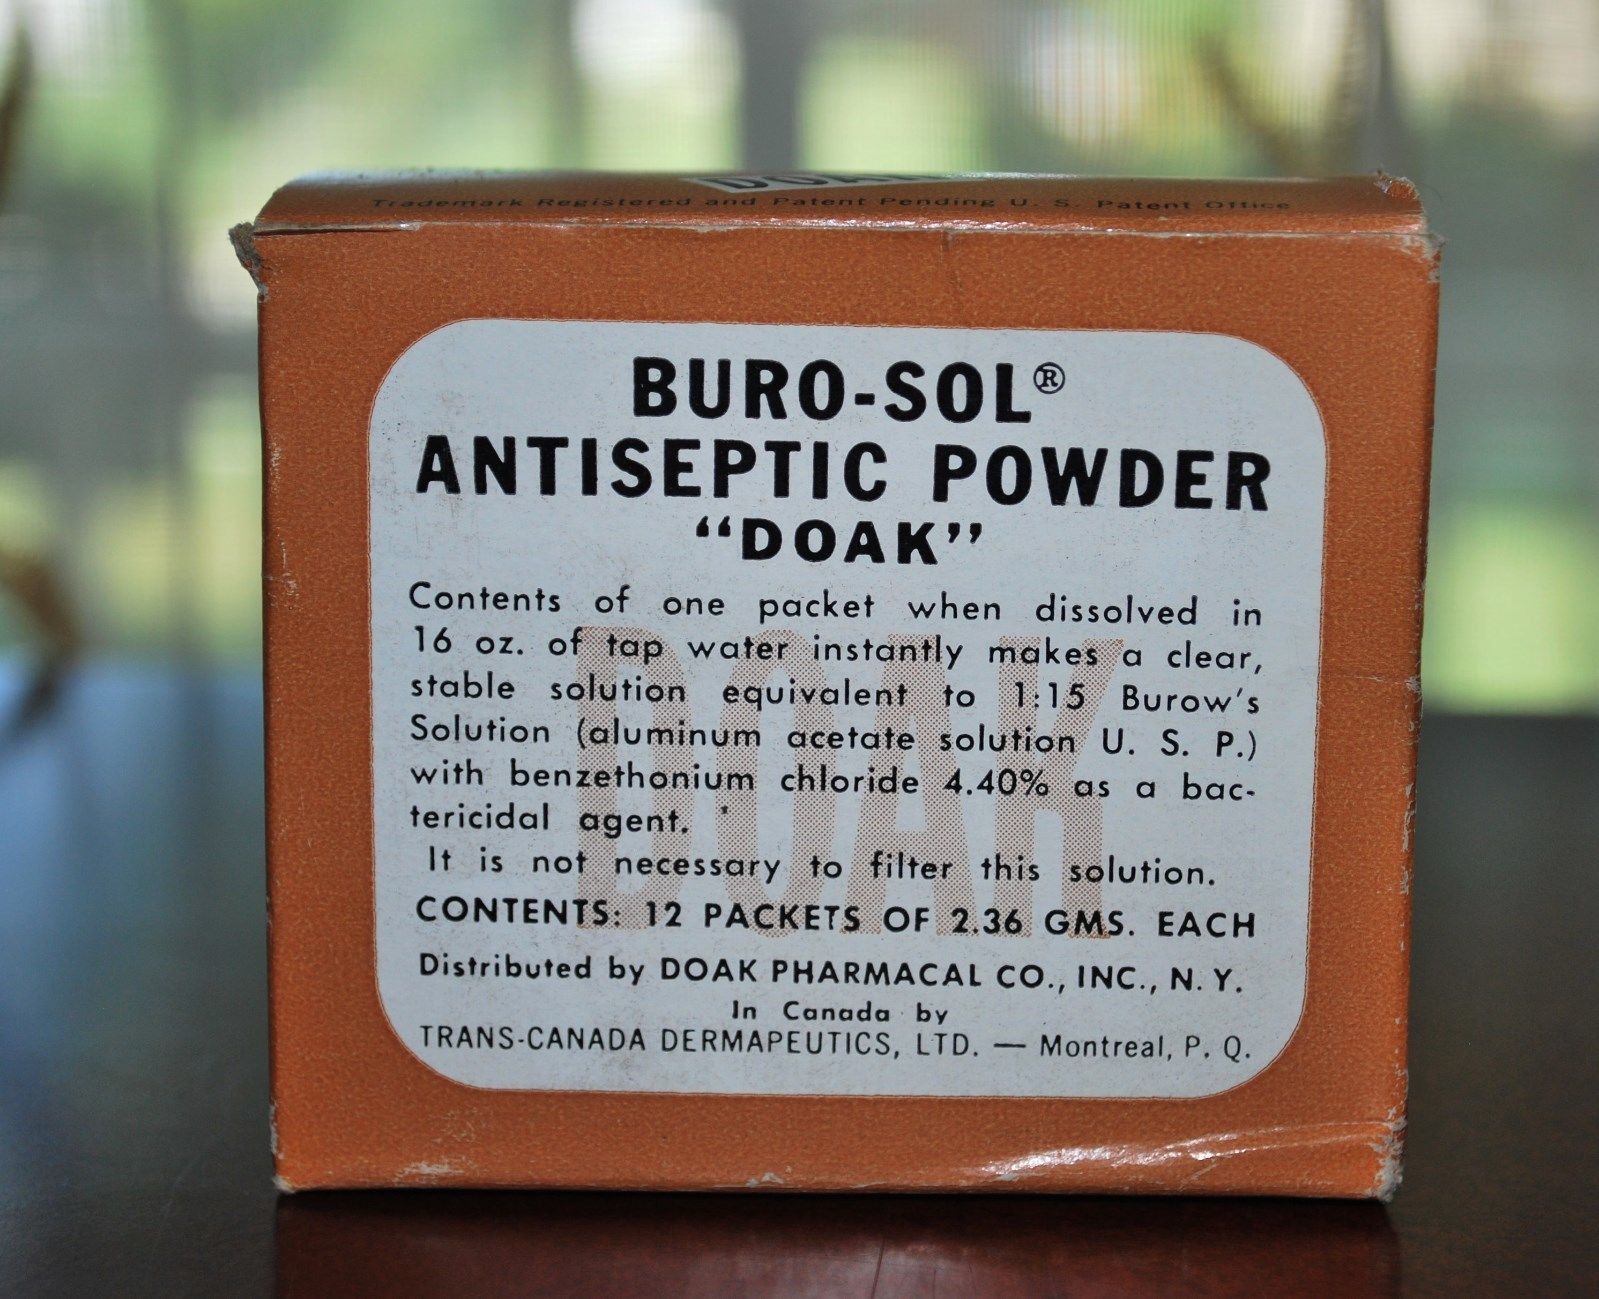 DOAK
Trademark Registered and Patent Pending U. S. Patent Office
BURO-SOL®
ANTISEPTIC POWDER
“DOAK”
Contents of one packet when dissolved in
16 oz. of tap water instantly makes a clear,
stable solution equivalent to 1:15 Burow's
Solution (aluminum acetate solution U. S. P.)
with benzethonium chloride 4.40% as a bac-
tericidal agent.
It is not necessary to filter this solution.
CONTENTS: 12 PACKETS OF 2.36 GMS. EACH
Distributed by DOAK PHARMACAL CO., INC., N. Y.
In Canada by
TRANS-CANADA DERMAPEUTICS, LTD. — Montreal, P. Q.
DOAK